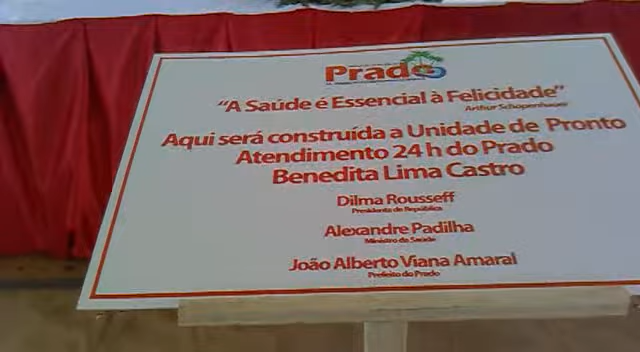 Prado
"A Saúde é Essencial à Felicidade"
Arthur Schopenhauer
Aqui será construída a Unidade de Pronto
Atendimento 24 h do Prado
Benedita Lima Castro
Dilma Rousseff
Presidenta da República
Alexandre Padilha
Ministro da Saúde
João Alberto Viana Amaral
Prefeito do Prado